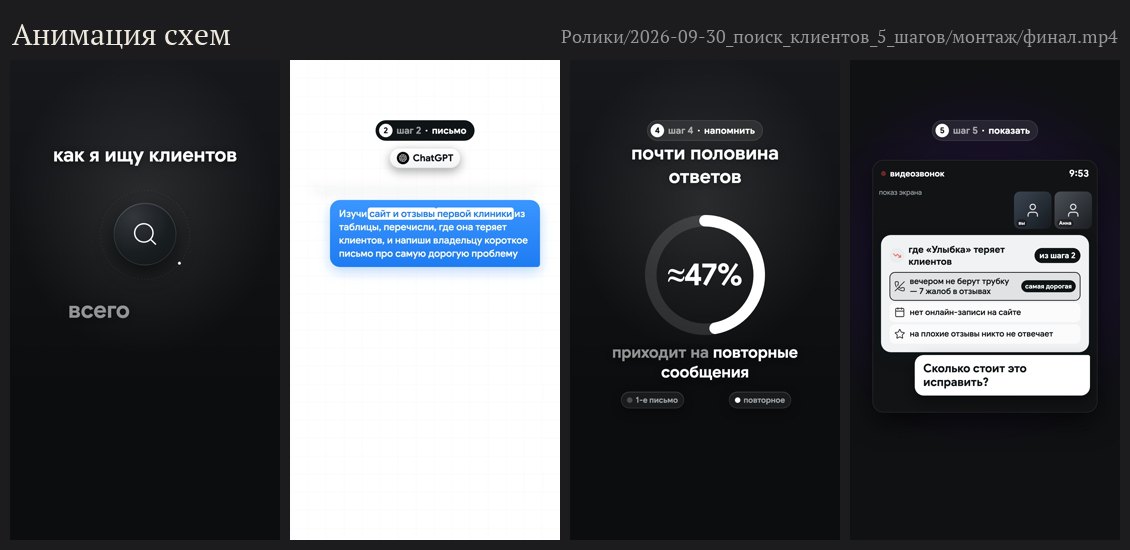 Анимация схем
Ролики/2026-09-30_поиск_клиентов_5_шагов/монтаж/финал.mp4
как я ищу клиентов
всего
2 шаг 2 · письмо
ChatGPT
Изучи сайт и отзывы первой клиники из
таблицы, перечисли, где она теряет
клиентов, и напиши владельцу короткое
письмо про самую дорогую проблему
4 шаг 4 · напомнить
почти половина
ответов
≈47%
приходит на повторные
сообщения
1-е письмо
повторное
5 шаг 5 · показать
видеозвонок 9:53
показ экрана
вы
Анна
где «Улыбка» теряет
клиентов
из шага 2
вечером не берут трубку
— 7 жалоб в отзывах
самая дорогая
нет онлайн-записи на сайте
на плохие отзывы никто не отвечает
Сколько стоит это
исправить?